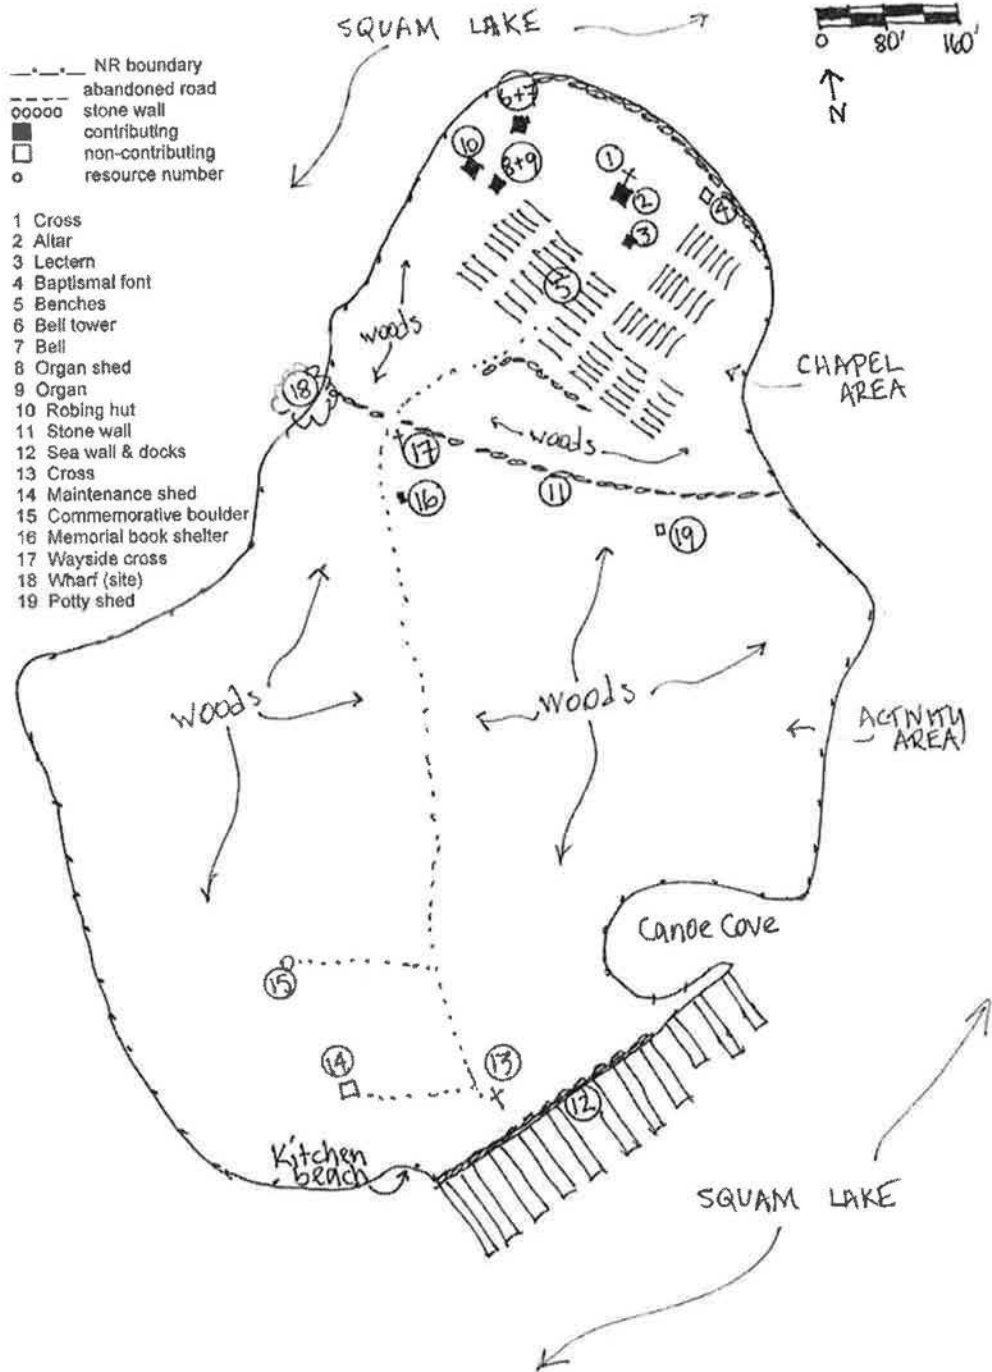 SQUAM LAKE
0 80' 160'
N
NR boundary
abandoned road
stone wall
contributing
non-contributing
resource number
1 Cross
2 Altar
3 Lectern
4 Baptismal font
5 Benches
6 Bell tower
7 Bell
8 Organ shed
9 Organ
10 Robing hut
11 Stone wall
12 Sea wall & docks
13 Cross
14 Maintenance shed
15 Commemorative boulder
16 Memorial book shelter
17 Wayside cross
18 Wharf (site)
19 Potty shed
6+7
10
8+9
1
2
4
3
5
woods
18
CHAPEL
AREA
woods
17
16
11
19
woods
woods
ACTIVITY
AREA
Canoe Cove
15
14
13
12
Kitchen
beach
SQUAM LAKE